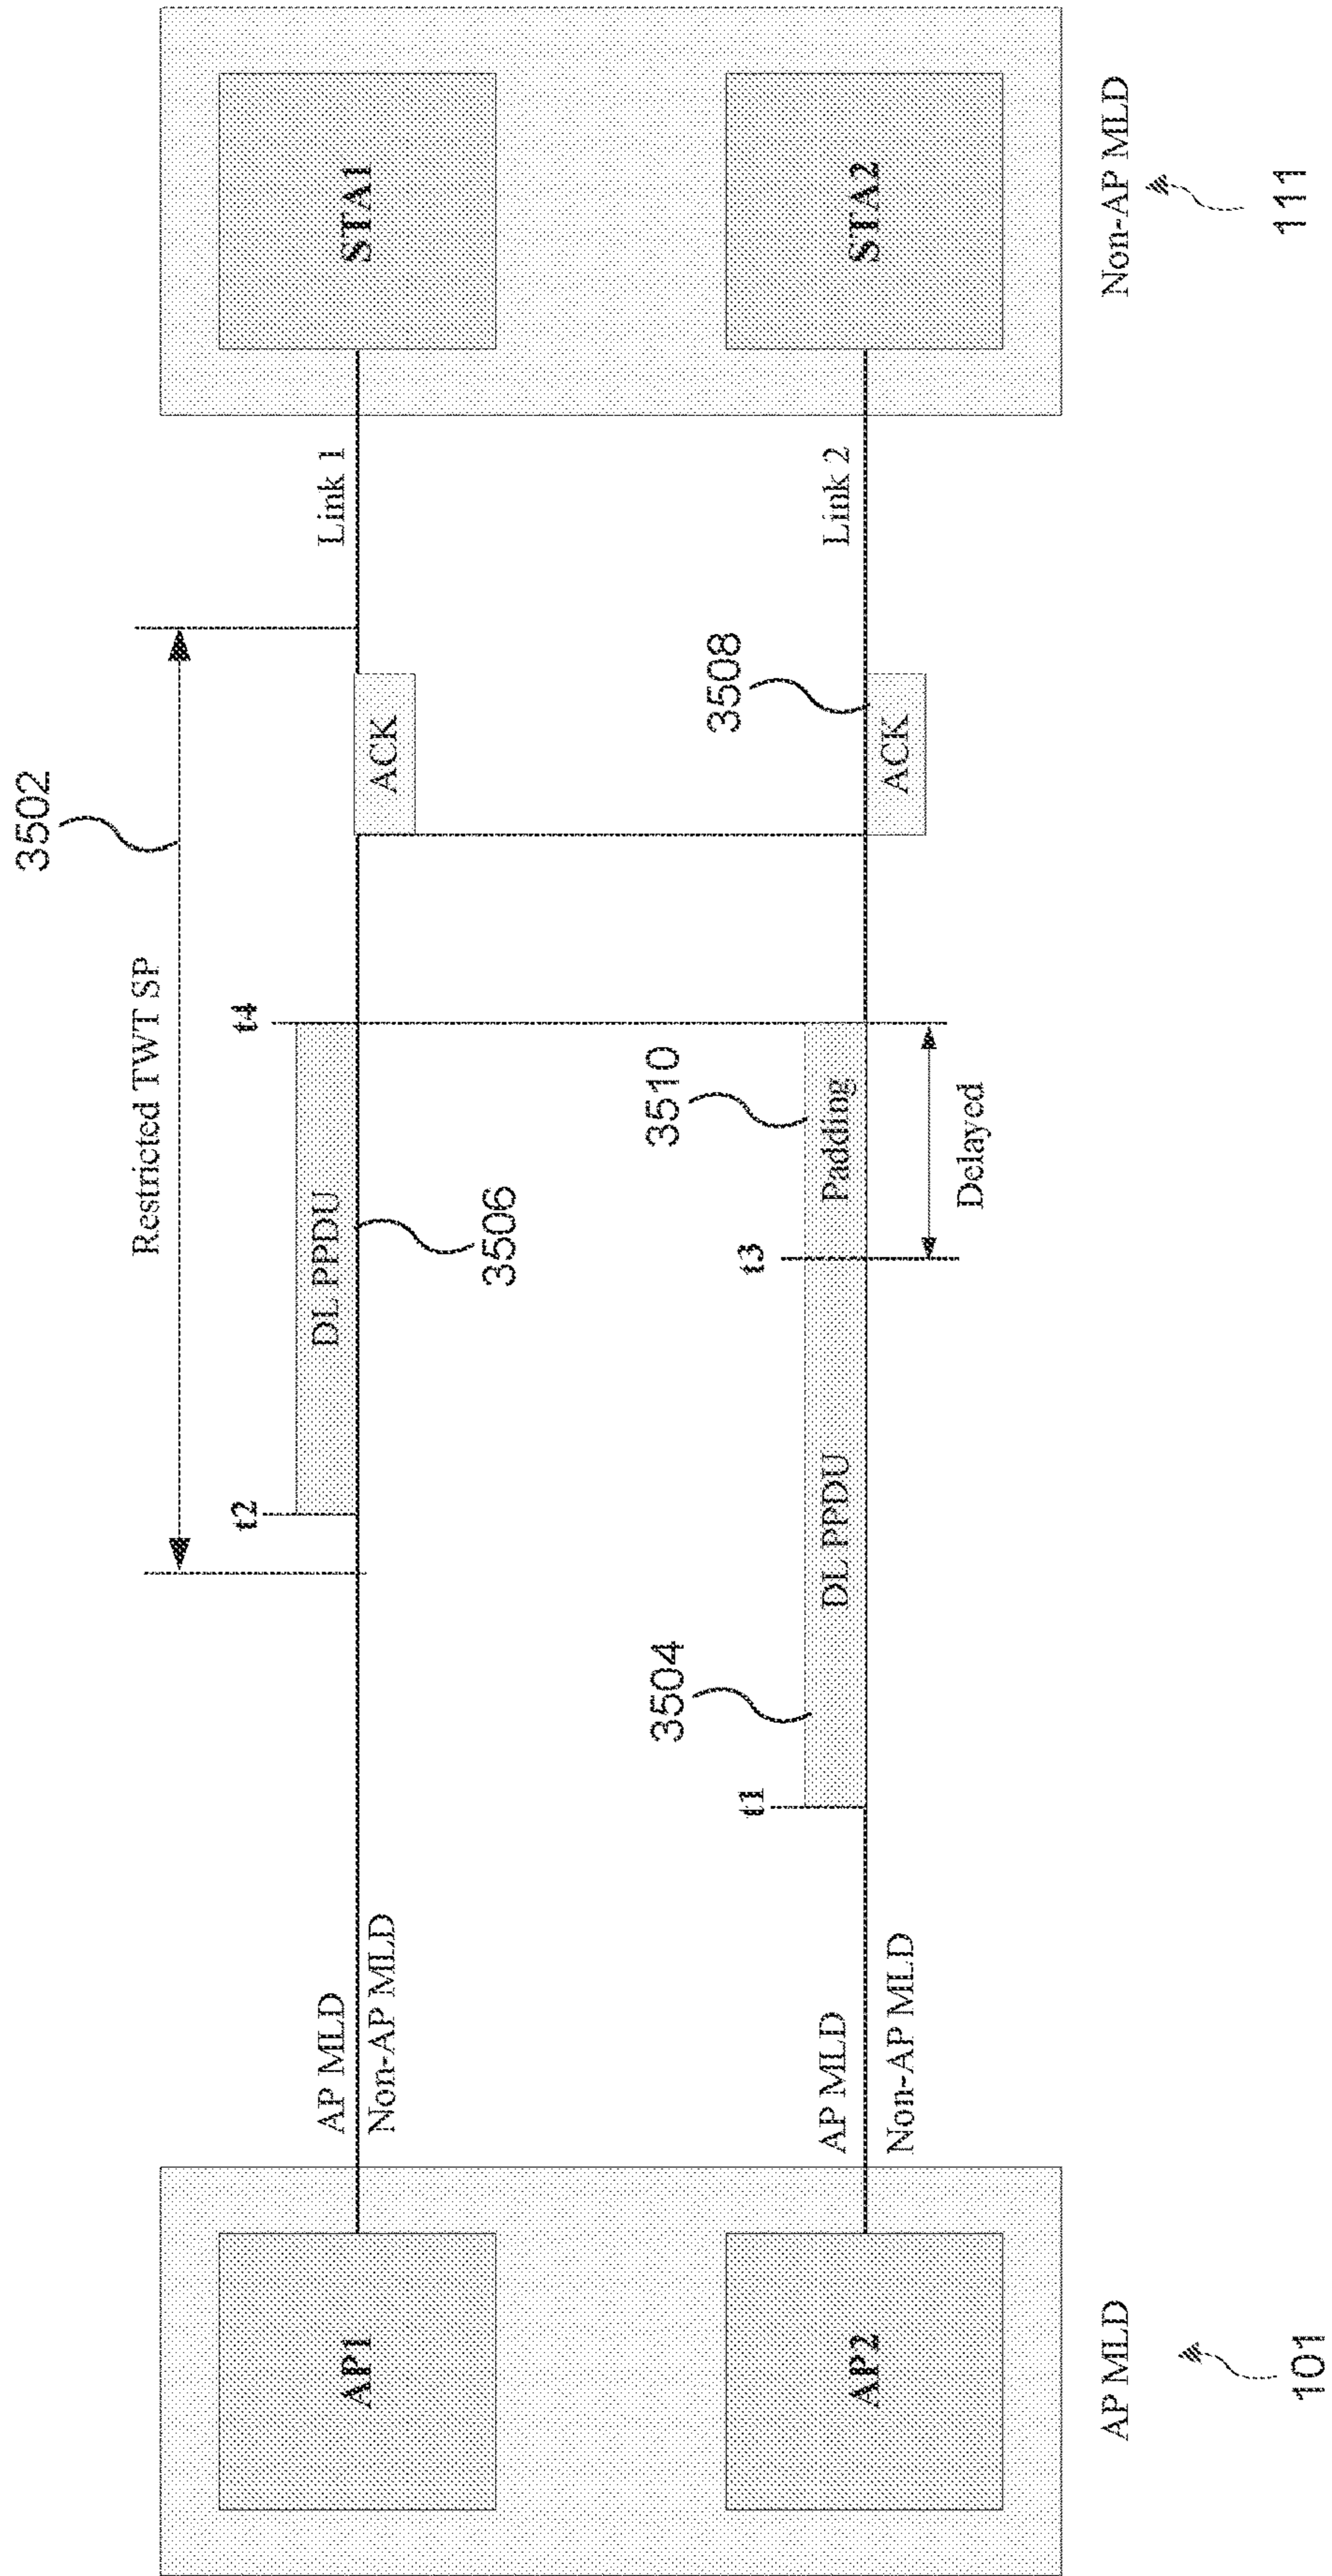 3502
Restricted TWT SP
t2
t4
DL PPDU
ACK
Link 1
AP MLD
Non-AP MLD
3506
AP1
STA1
3504
3510
3508
t1
t3
DL PPDU
Padding
ACK
Link 2
AP MLD
Non-AP MLD
Delayed
AP2
STA2
AP MLD
101
Non-AP MLD
111